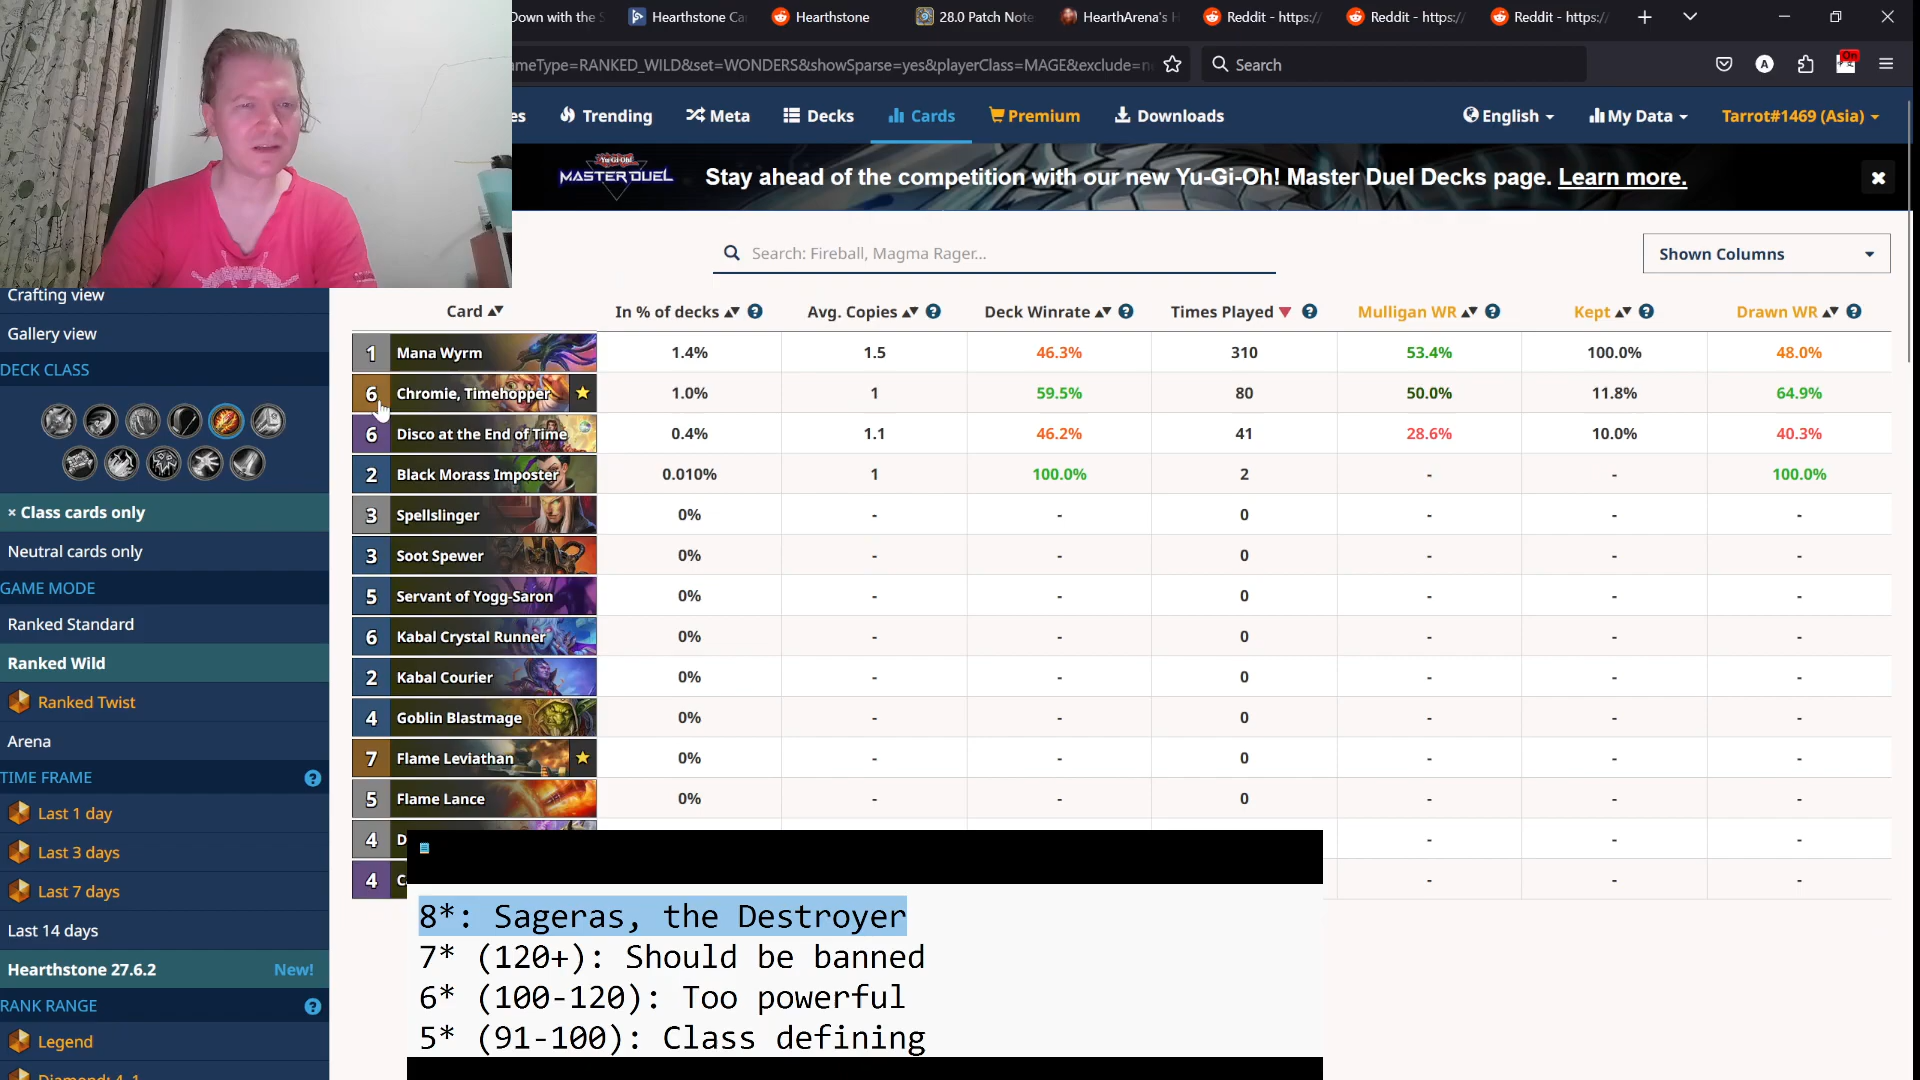 Down with the S
Hearthstone Ca
Hearthstone
28.0 Patch Note
HearthArena's H
Reddit - https:/
Reddit - https:/
Reddit - https:/
ameType=RANKED_WILD&set=WONDERS&showSparse=yes&playerClass=MAGE&exclude=n
Search
es
Trending
Meta
Decks
Cards
Premium
Downloads
English
My Data
Tarrot#1469 (Asia)
Yu-Gi-Oh!
MASTER DUEL
Stay ahead of the competition with our new Yu-Gi-Oh! Master Duel Decks page. Learn more.
Search: Fireball, Magma Rager...
Shown Columns
Crafting view
Gallery view
DECK CLASS
× Class cards only
Neutral cards only
GAME MODE
Ranked Standard
Ranked Wild
Ranked Twist
Arena
TIME FRAME
Last 1 day
Last 3 days
Last 7 days
Last 14 days
Hearthstone 27.6.2 New!
RANK RANGE
Legend
Diamond: 4-1
Card In % of decks Avg. Copies Deck Winrate Times Played Mulligan WR Kept Drawn WR
1 Mana Wyrm 1.4% 1.5 46.3% 310 53.4% 100.0% 48.0%
6 Chromie, Timehopper 1.0% 1 59.5% 80 50.0% 11.8% 64.9%
6 Disco at the End of Time 0.4% 1.1 46.2% 41 28.6% 10.0% 40.3%
2 Black Morass Imposter 0.010% 1 100.0% 2 - - 100.0%
3 Spellslinger 0% - - 0 - - -
3 Soot Spewer 0% - - 0 - - -
5 Servant of Yogg-Saron 0% - - 0 - - -
6 Kabal Crystal Runner 0% - - 0 - - -
2 Kabal Courier 0% - - 0 - - -
4 Goblin Blastmage 0% - - 0 - - -
7 Flame Leviathan 0% - - 0 - - -
5 Flame Lance 0% - - 0 - - -
4 D - - -
4 C - - -
8*: Sageras, the Destroyer
7* (120+): Should be banned
6* (100-120): Too powerful
5* (91-100): Class defining